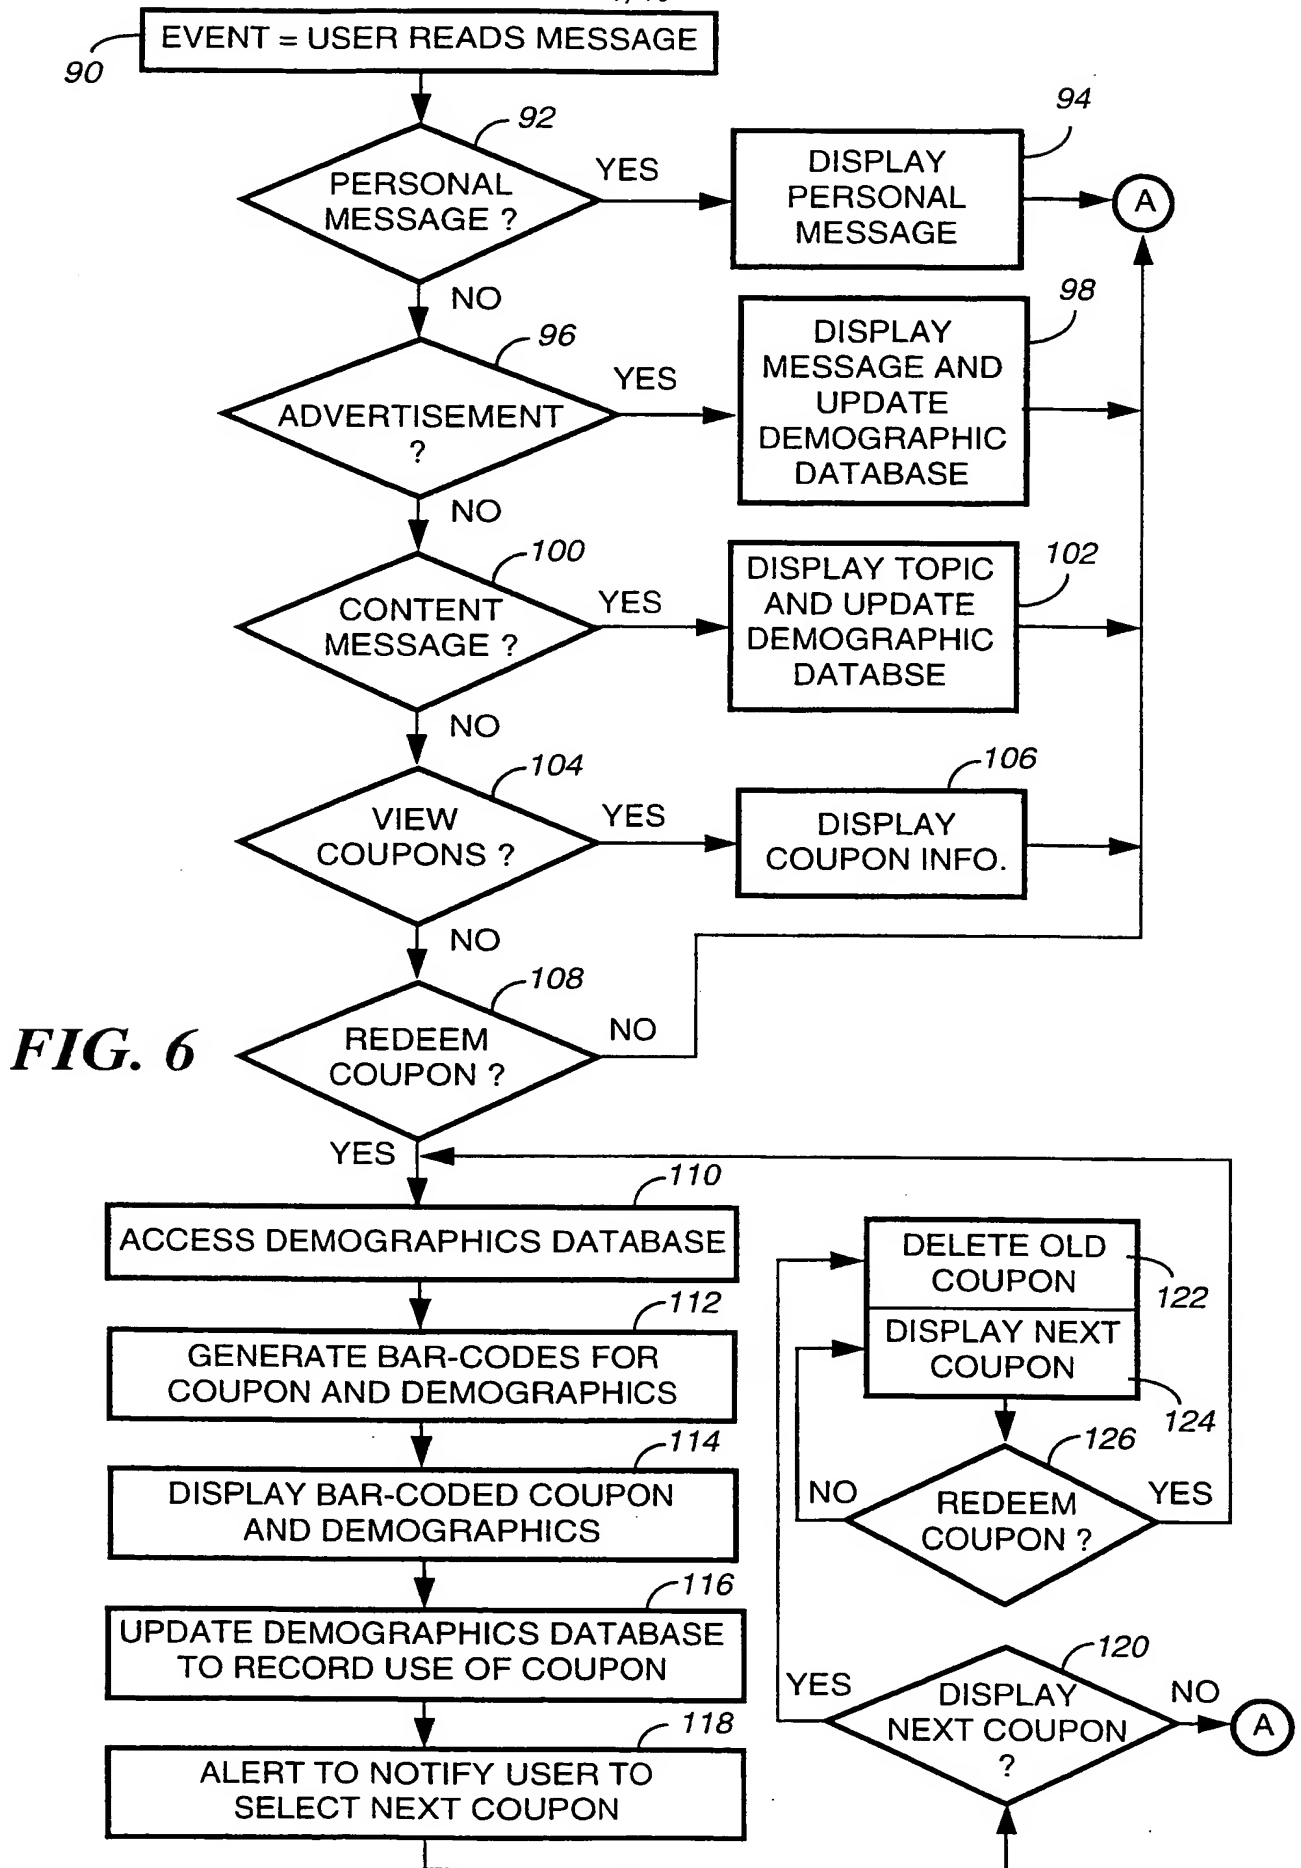 EVENT = USER READS MESSAGE
90
92
PERSONAL
MESSAGE ?
YES
94
DISPLAY
PERSONAL
MESSAGE
A
NO
96
ADVERTISEMENT
?
YES
98
DISPLAY
MESSAGE AND
UPDATE
DEMOGRAPHIC
DATABASE
NO
100
CONTENT
MESSAGE ?
YES
102
DISPLAY TOPIC
AND UPDATE
DEMOGRAPHIC
DATABSE
NO
104
VIEW
COUPONS ?
YES
106
DISPLAY
COUPON INFO.
NO
108
REDEEM
COUPON ?
NO
FIG. 6
YES
110
ACCESS DEMOGRAPHICS DATABASE
112
GENERATE BAR-CODES FOR
COUPON AND DEMOGRAPHICS
114
DISPLAY BAR-CODED COUPON
AND DEMOGRAPHICS
116
UPDATE DEMOGRAPHICS DATABASE
TO RECORD USE OF COUPON
118
ALERT TO NOTIFY USER TO
SELECT NEXT COUPON
DELETE OLD
COUPON
122
DISPLAY NEXT
COUPON
124
126
REDEEM
COUPON ?
NO
YES
120
DISPLAY
NEXT COUPON
?
YES
NO
A